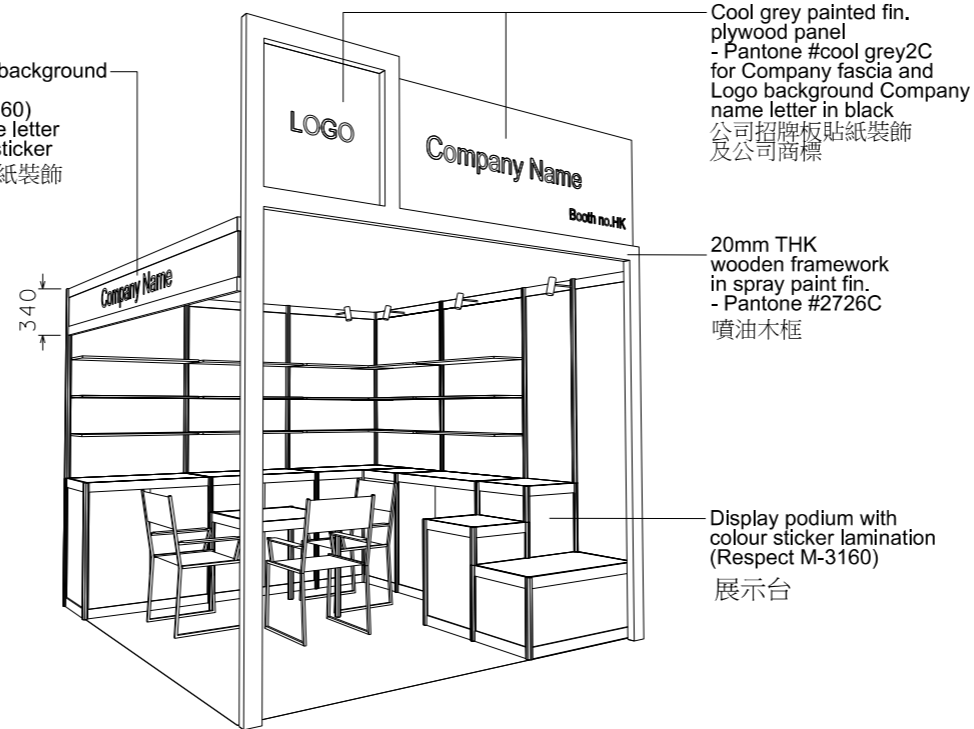 background
60)
e letter
sticker
紙裝飾
340
LOGO
Company Name
Booth no.HK
Company Name
Cool grey painted fin.
plywood panel
- Pantone #cool grey2C
for Company fascia and
Logo background Company
name letter in black
公司招牌板貼紙裝飾
及公司商標
20mm THK
wooden framework
in spray paint fin.
- Pantone #2726C
噴油木框
Display podium with
colour sticker lamination
(Respect M-3160)
展示台